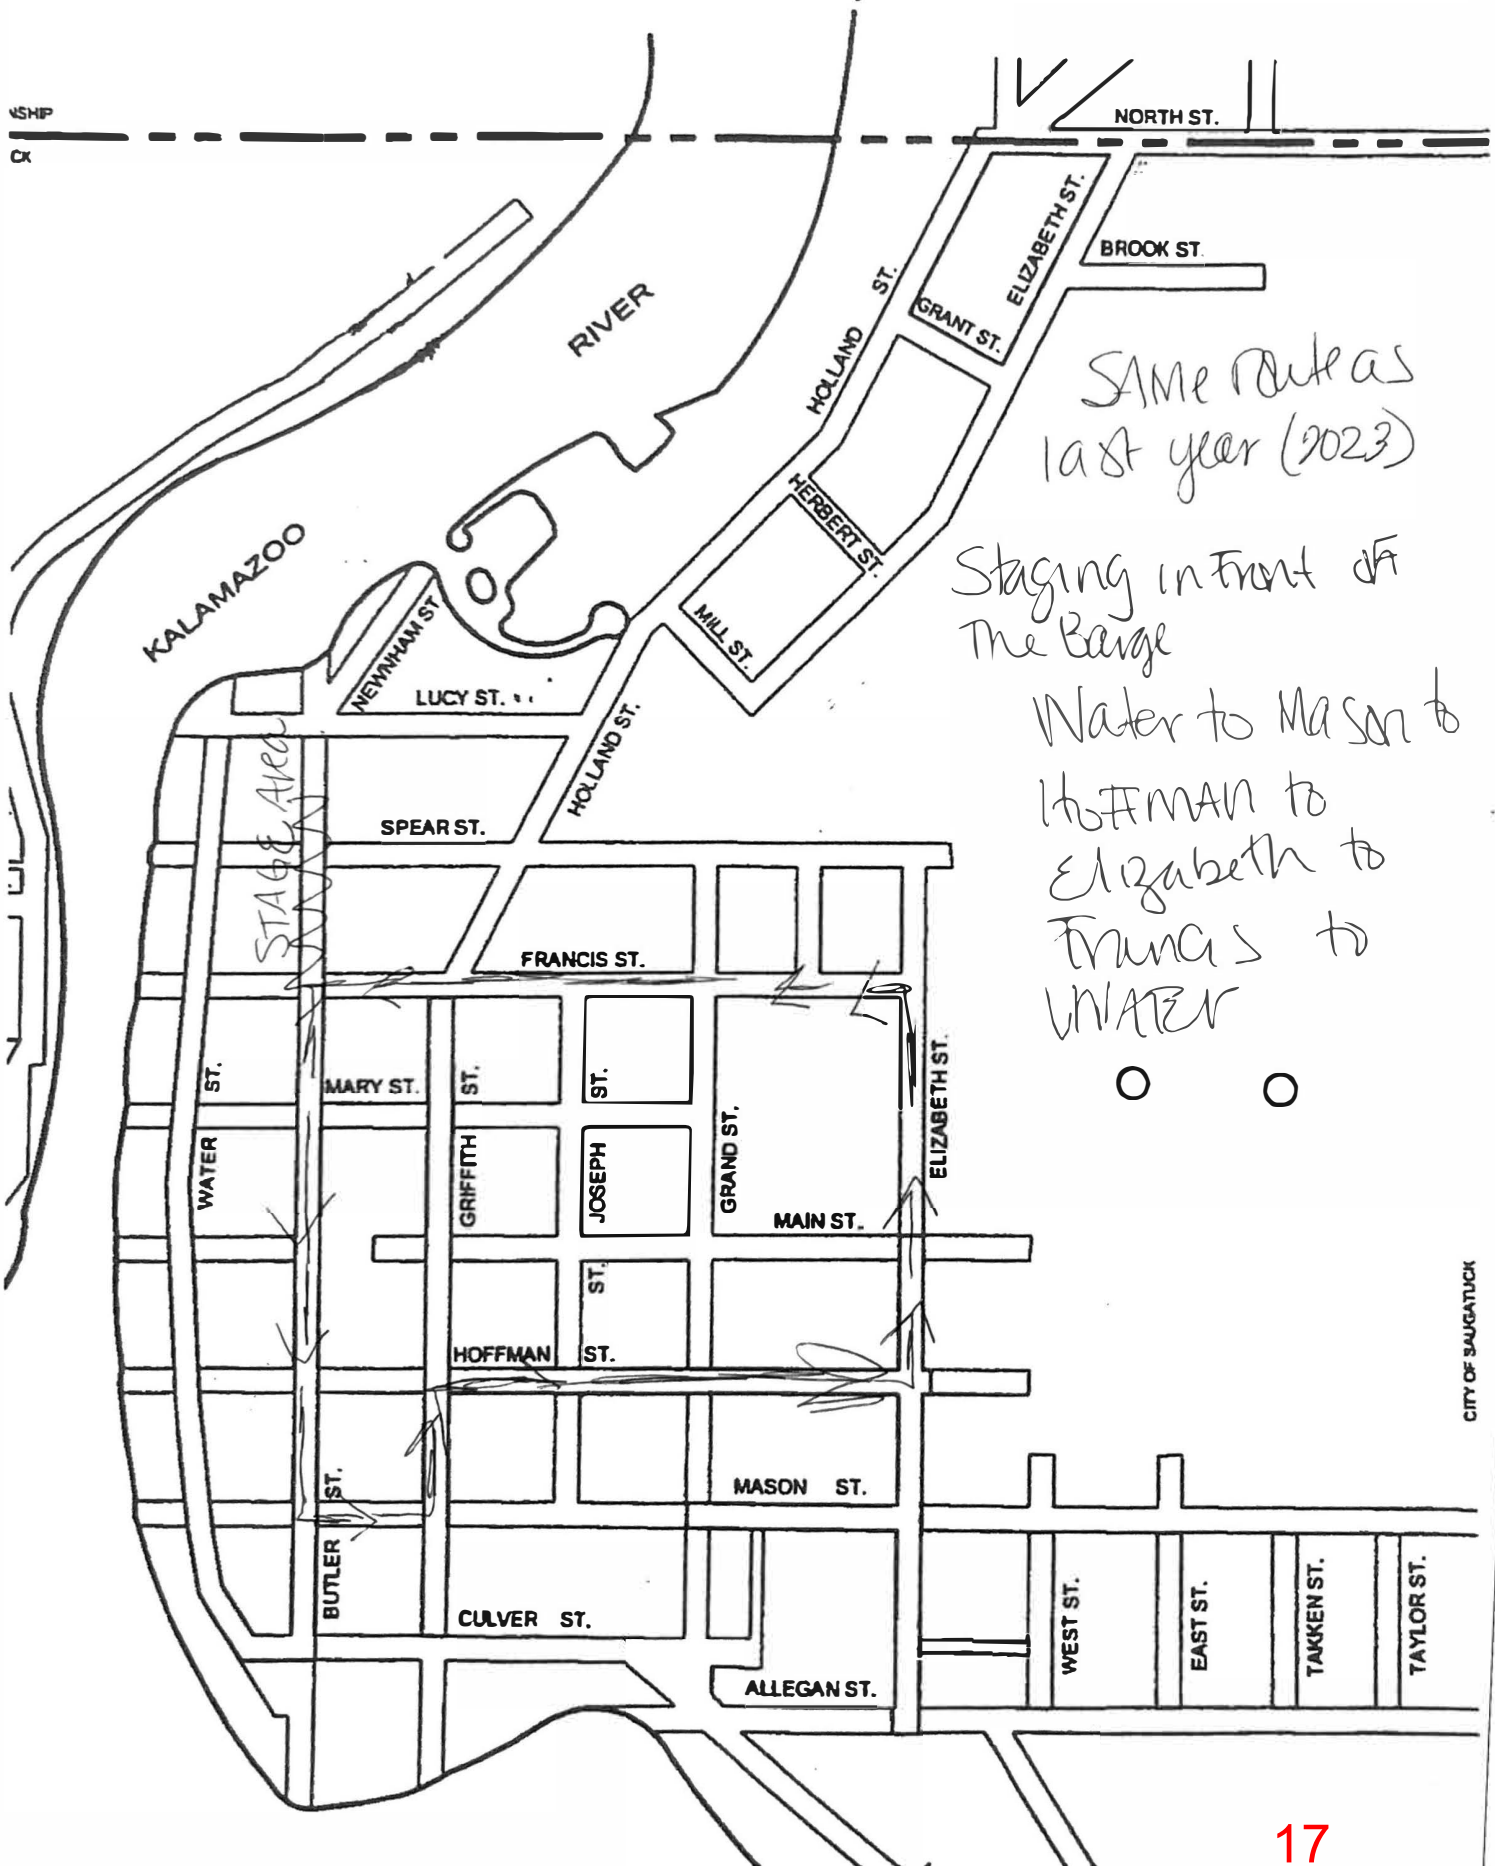 NSHIP
CK
NORTH ST.
ELIZABETH ST.
BROOK ST.
RIVER
HOLLAND ST.
GRANT ST.
SAMe route as
last year (2023)
HERBERT ST.
KALAMAZOO
Staging in Front of
The Barge
NEWNHAM ST
MILL ST.
LUCY ST.
HOLLAND ST.
Water to Mason to
Hoffman to
Elizabeth to
Francis to
WATER
STAGE Area
SPEAR ST.
FRANCIS ST.
WATER ST.
MARY ST.
GRIFFITH ST.
JOSEPH ST.
GRAND ST.
ELIZABETH ST.
MAIN ST.
ST.
HOFFMAN ST.
CITY OF SAUGATUCK
MASON ST.
BUTLER ST.
CULVER ST.
WEST ST.
EAST ST.
TAKKEN ST.
TAYLOR ST.
ALLEGAN ST.
17